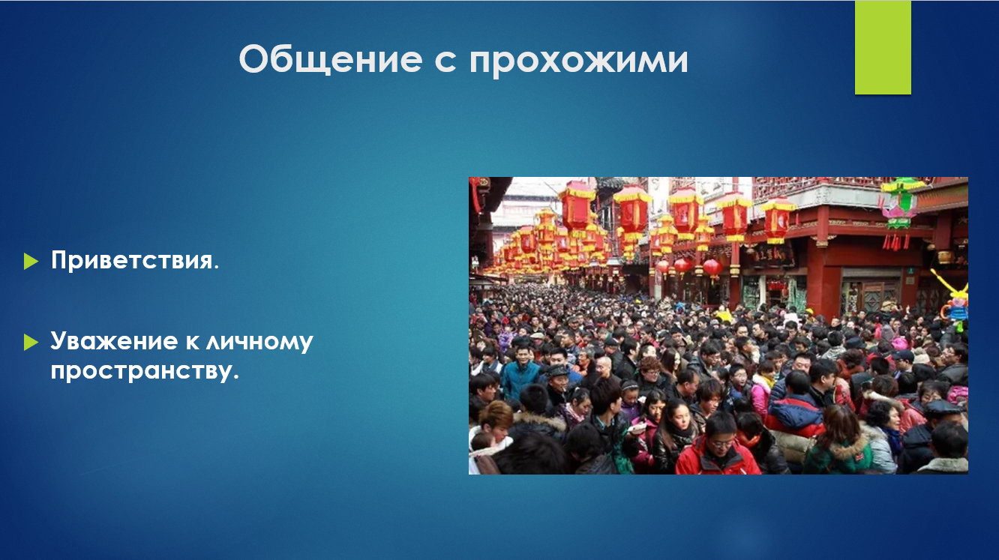 Общение с прохожими
Приветствия.
Уважение к личному
пространству.